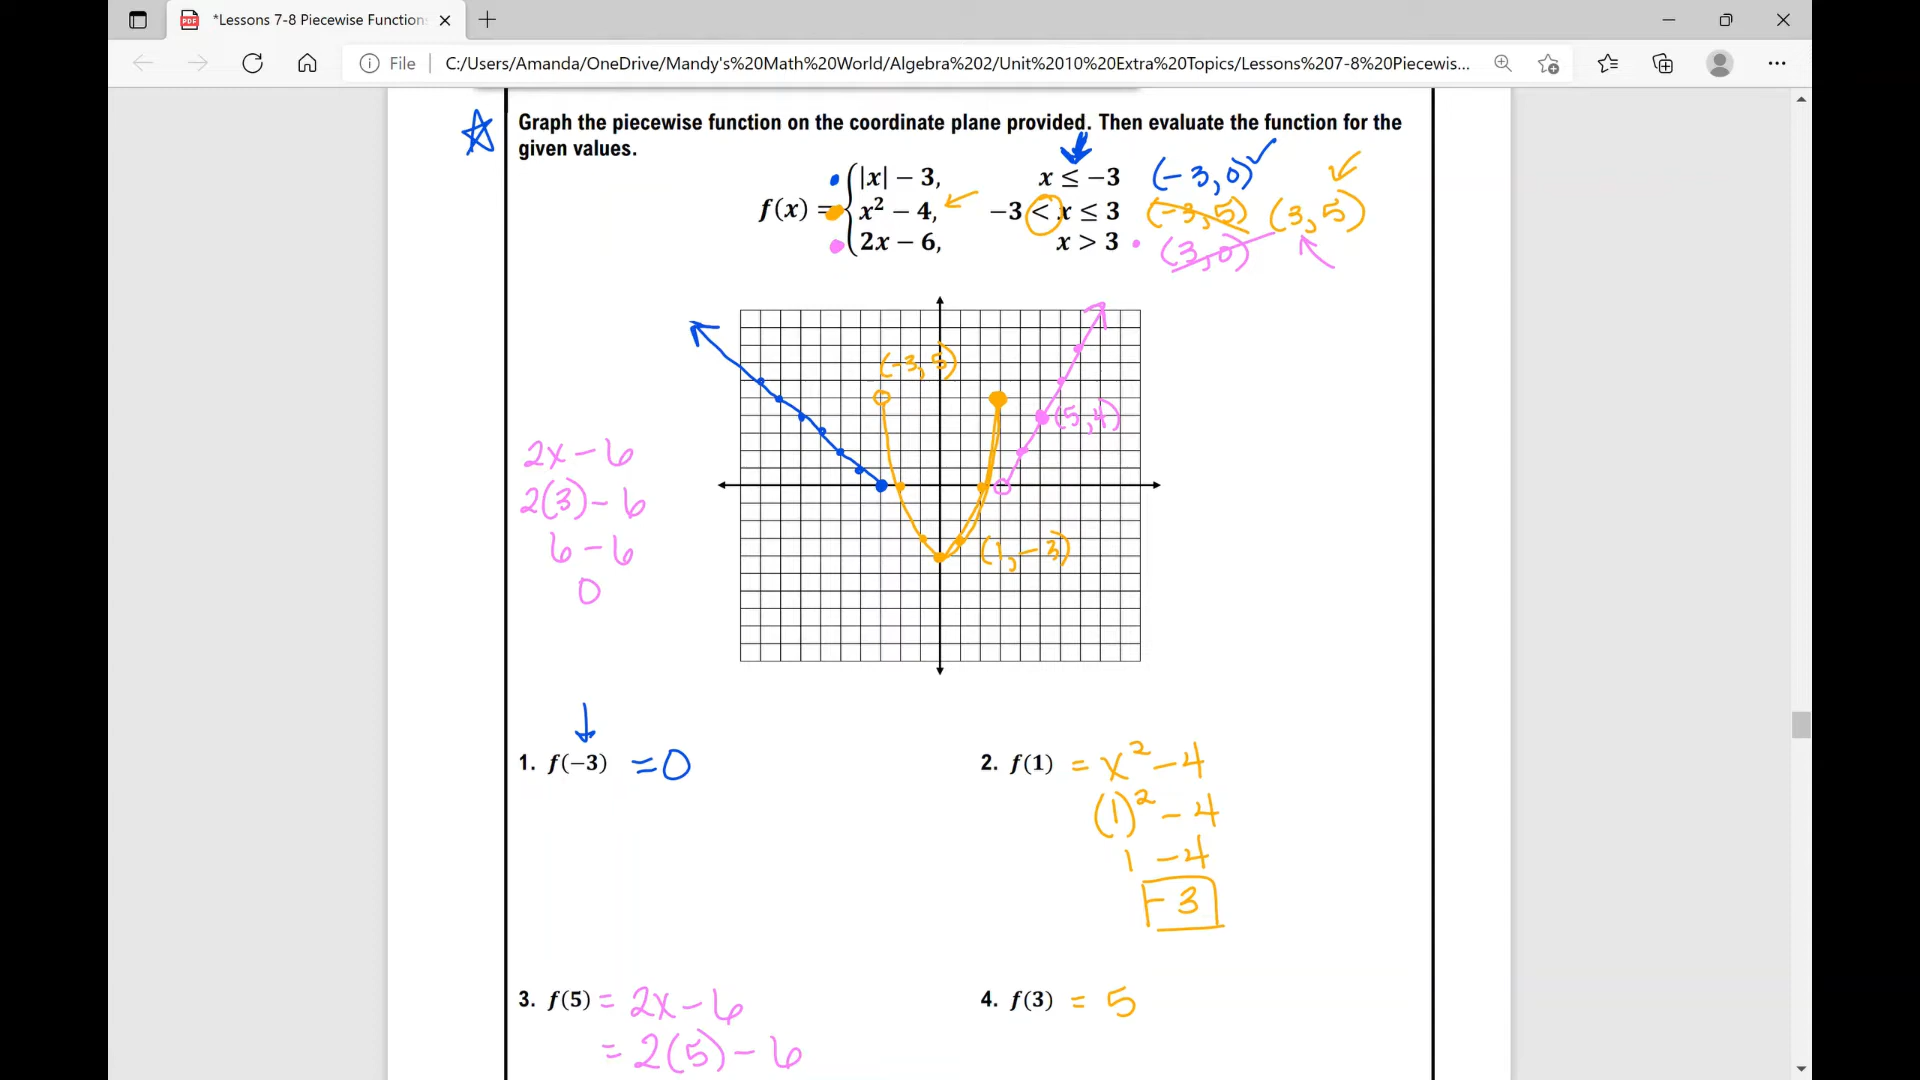 *Lessons 7-8 Piecewise Function
File C:/Users/Amanda/OneDrive/Mandy's%20Math%20World/Algebra%202/Unit%2010%20Extra%20Topics/Lessons%207-8%20Piecewis...
Graph the piecewise function on the coordinate plane provided. Then evaluate the function for the
given values.
|x| − 3, x ≤ −3 (−3, 0)
f(x) = x² − 4, −3 < x ≤ 3 (−3, 5) (3, 5)
2x − 6, x > 3 (3, 0)
(−3, 5)
(5, 4)
2x − 6
2(3) − 6
6 − 6
0
(1, −3)
1. f(−3) = 0
2. f(1) = x² − 4
(1)² − 4
1 − 4
−3
3. f(5) = 2x − 6
= 2(5) − 6
4. f(3) = 5